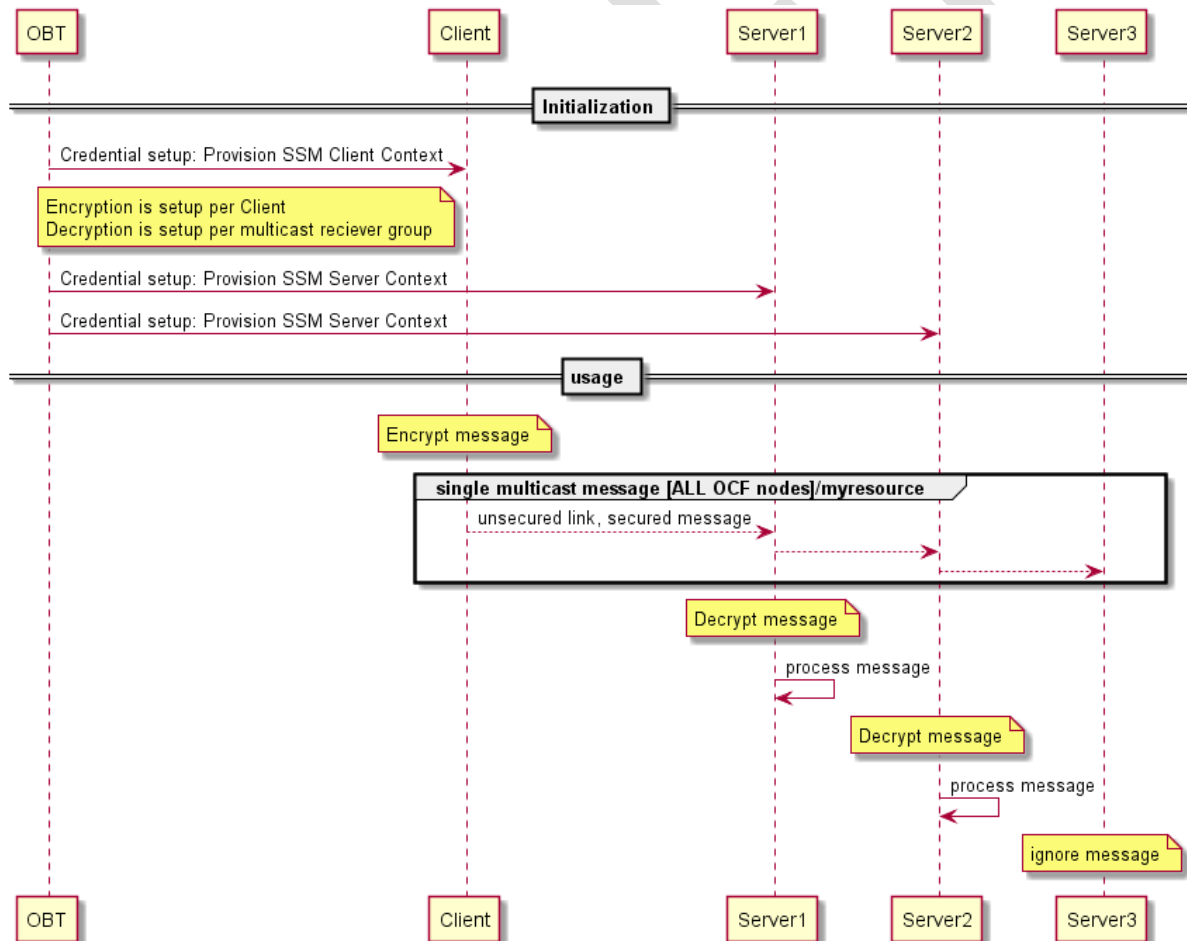 OBT Client Server1 Server2 Server3
Initialization
Credential setup: Provision SSM Client Context
Encryption is setup per Client
Decryption is setup per multicast reciever group
Credential setup: Provision SSM Server Context
Credential setup: Provision SSM Server Context
usage
Encrypt message
single multicast message [ALL OCF nodes]/myresource
unsecured link, secured message
Decrypt message
process message
Decrypt message
process message
ignore message
OBT Client Server1 Server2 Server3